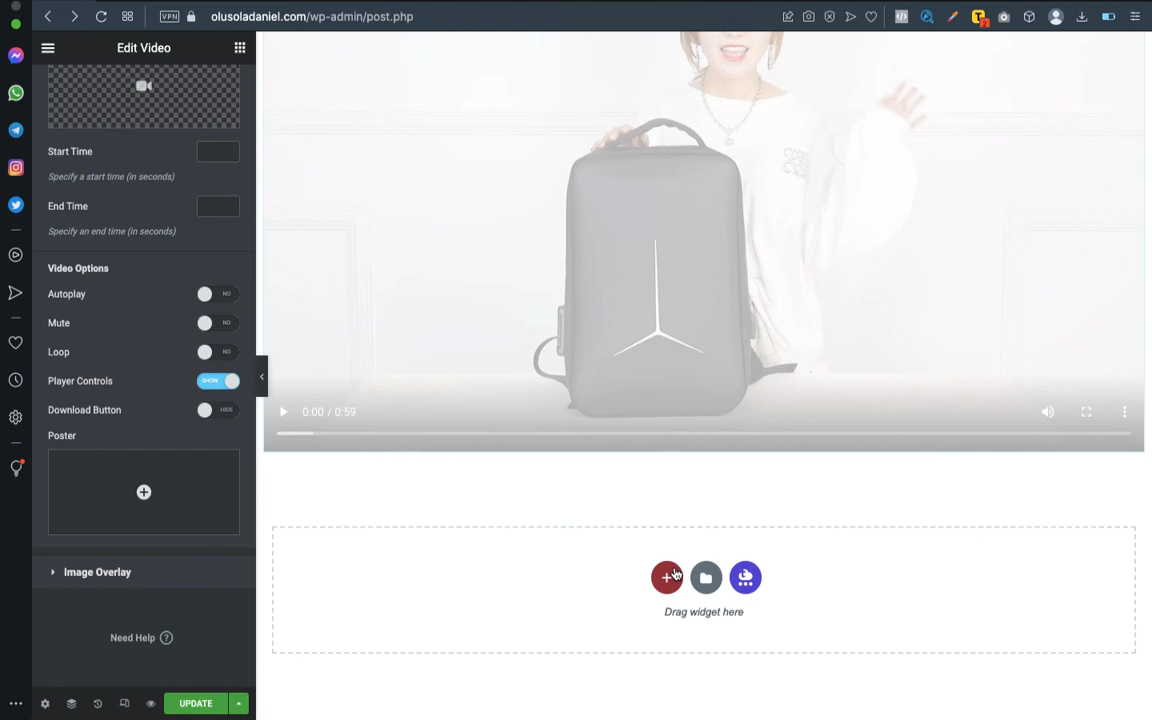 VPN
olusoladaniel.com/wp-admin/post.php
2
Edit Video
Start Time
Specify a start time (in seconds)
End Time
Specify an end time (in seconds)
Video Options
Autoplay NO
Mute NO
Loop NO
Player Controls SHOW
Download Button HIDE
Poster
Image Overlay
Need Help ?
UPDATE
0:00 / 0:59
Drag widget here